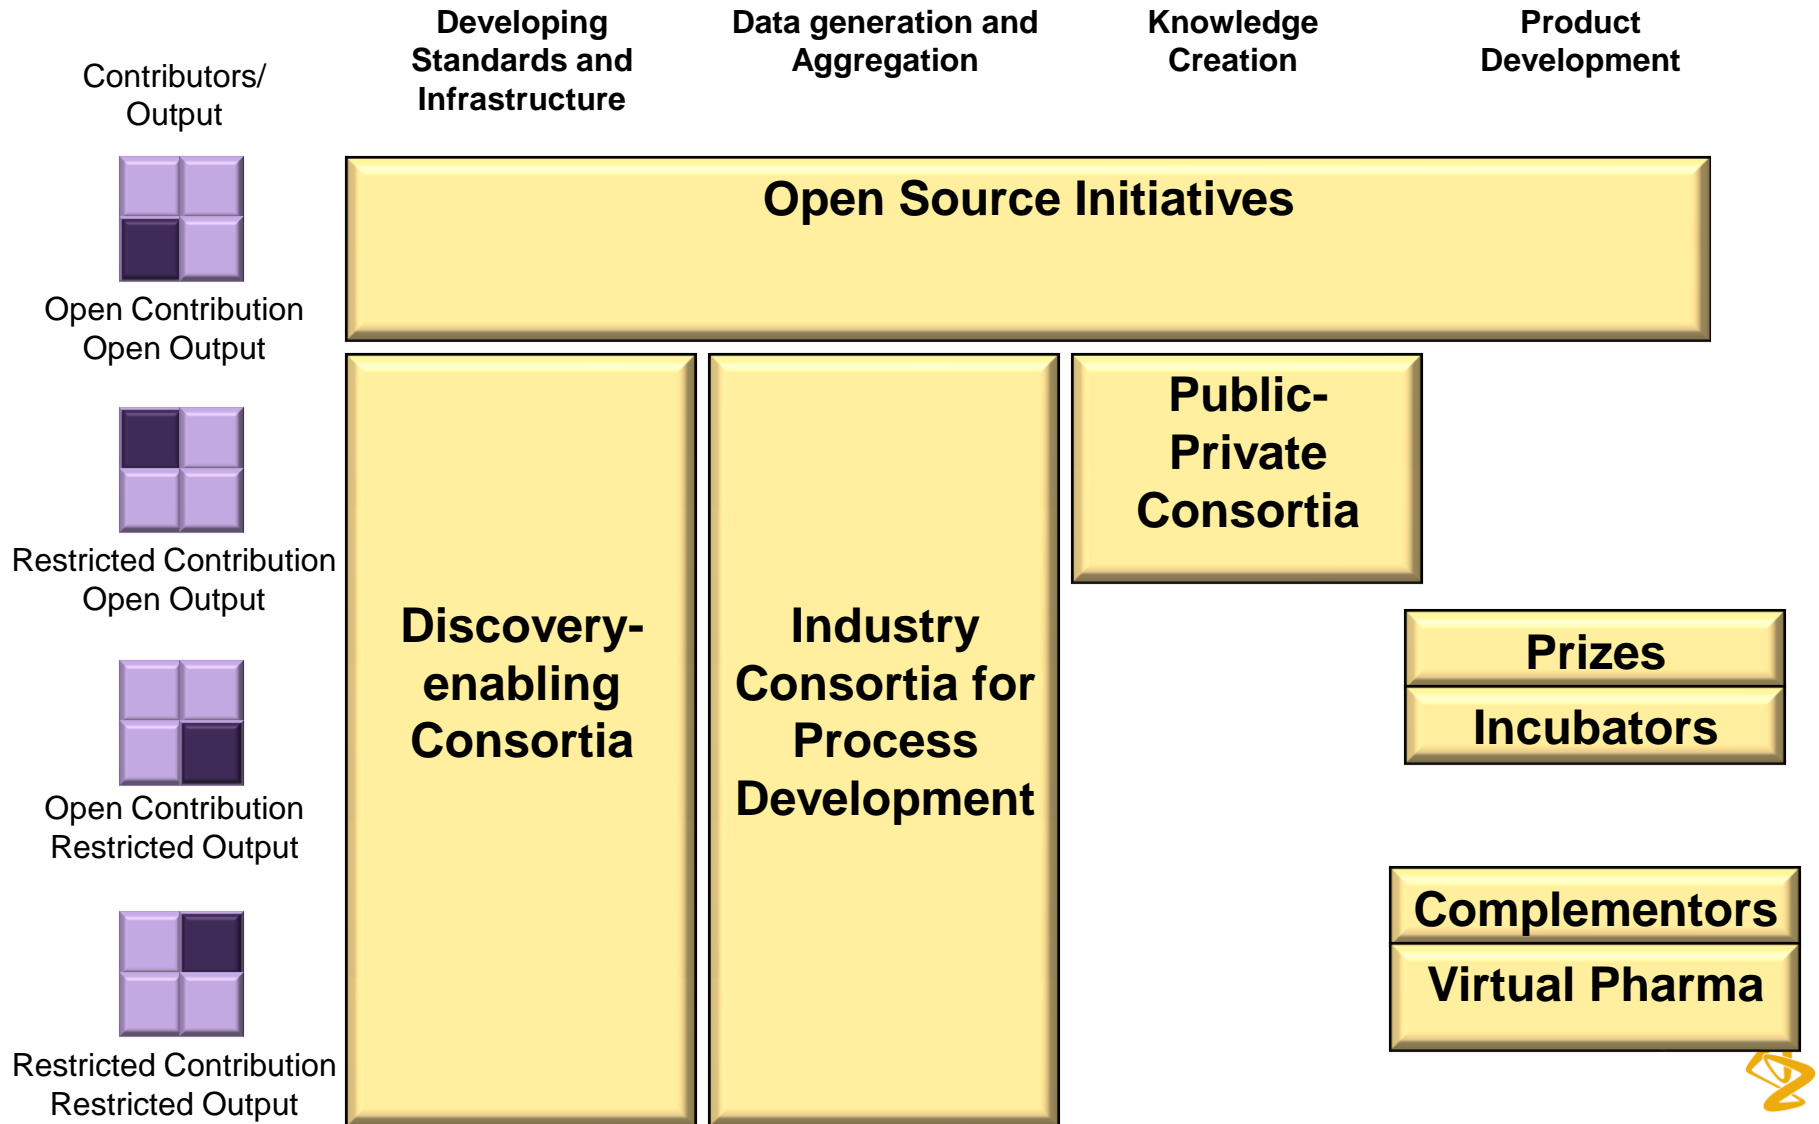 Developing
Standards and
Infrastructure
Data generation and
Aggregation
Knowledge
Creation
Product
Development
Contributors/
Output
Open Source Initiatives
Open Contribution
Open Output
Public-
Private
Consortia
Restricted Contribution
Open Output
Discovery-
enabling
Consortia
Industry
Consortia for
Process
Development
Prizes
Incubators
Open Contribution
Restricted Output
Complementors
Virtual Pharma
Restricted Contribution
Restricted Output